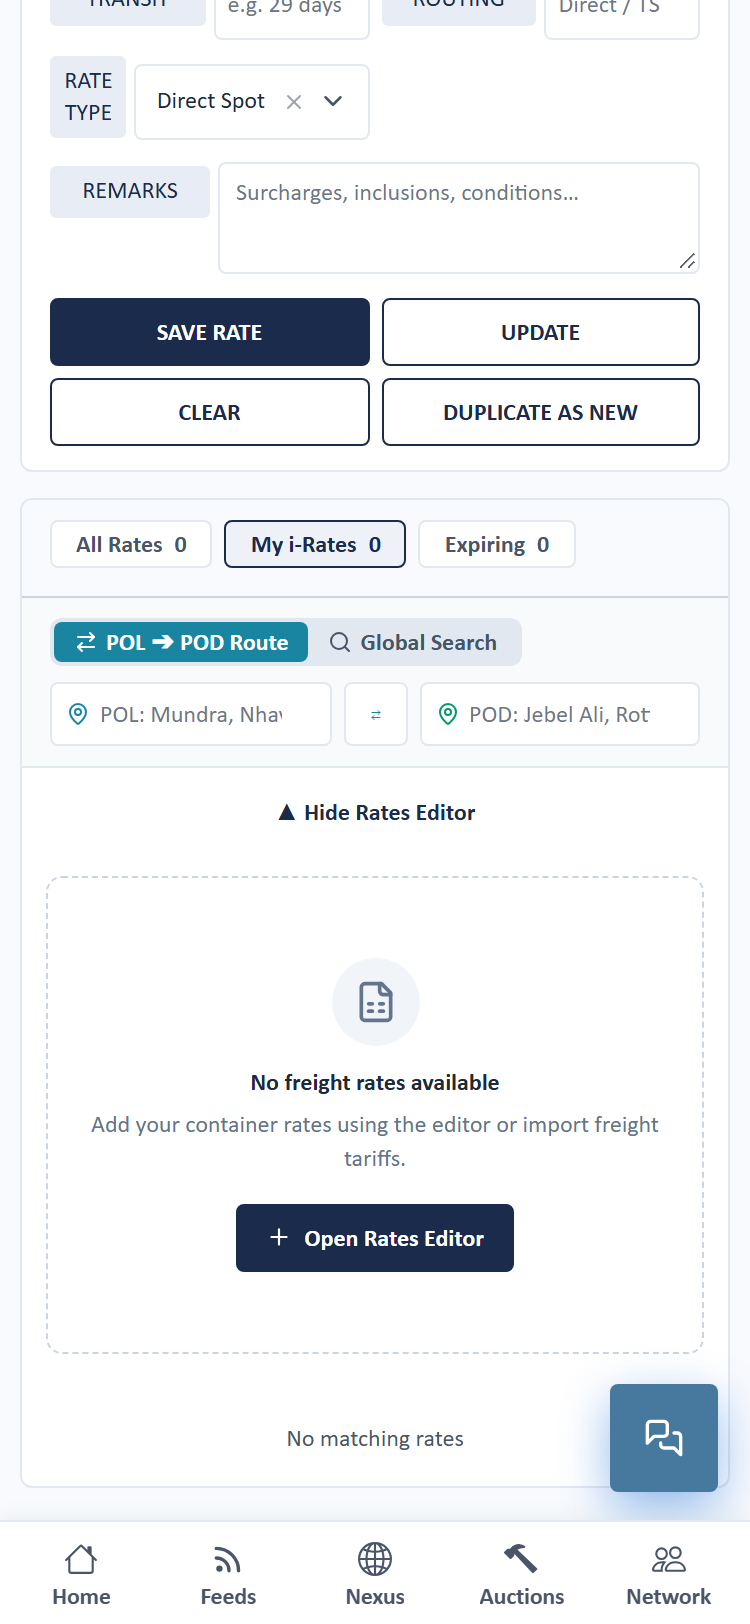 TRANSIT
e.g. 29 days
ROUTING
Direct / TS
RATE
TYPE
Direct Spot
REMARKS
Surcharges, inclusions, conditions...
SAVE RATE
UPDATE
CLEAR
DUPLICATE AS NEW
All Rates 0
My i-Rates 0
Expiring 0
POL ➔ POD Route
Global Search
POL: Mundra, Nhav
POD: Jebel Ali, Rot
▲ Hide Rates Editor
No freight rates available
Add your container rates using the editor or import freight
tariffs.
Open Rates Editor
No matching rates
Home
Feeds
Nexus
Auctions
Network